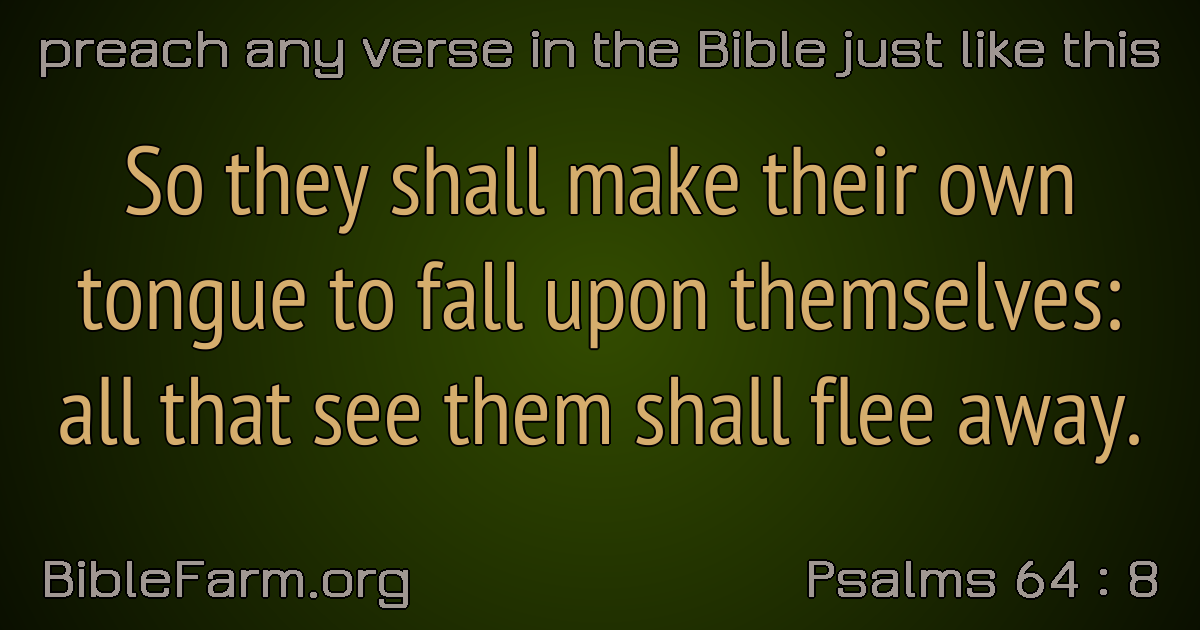 preach any verse in the Bible just like this
So they shall make their own
tongue to fall upon themselves:
all that see them shall flee away.
BibleFarm.org
Psalms 64 : 8